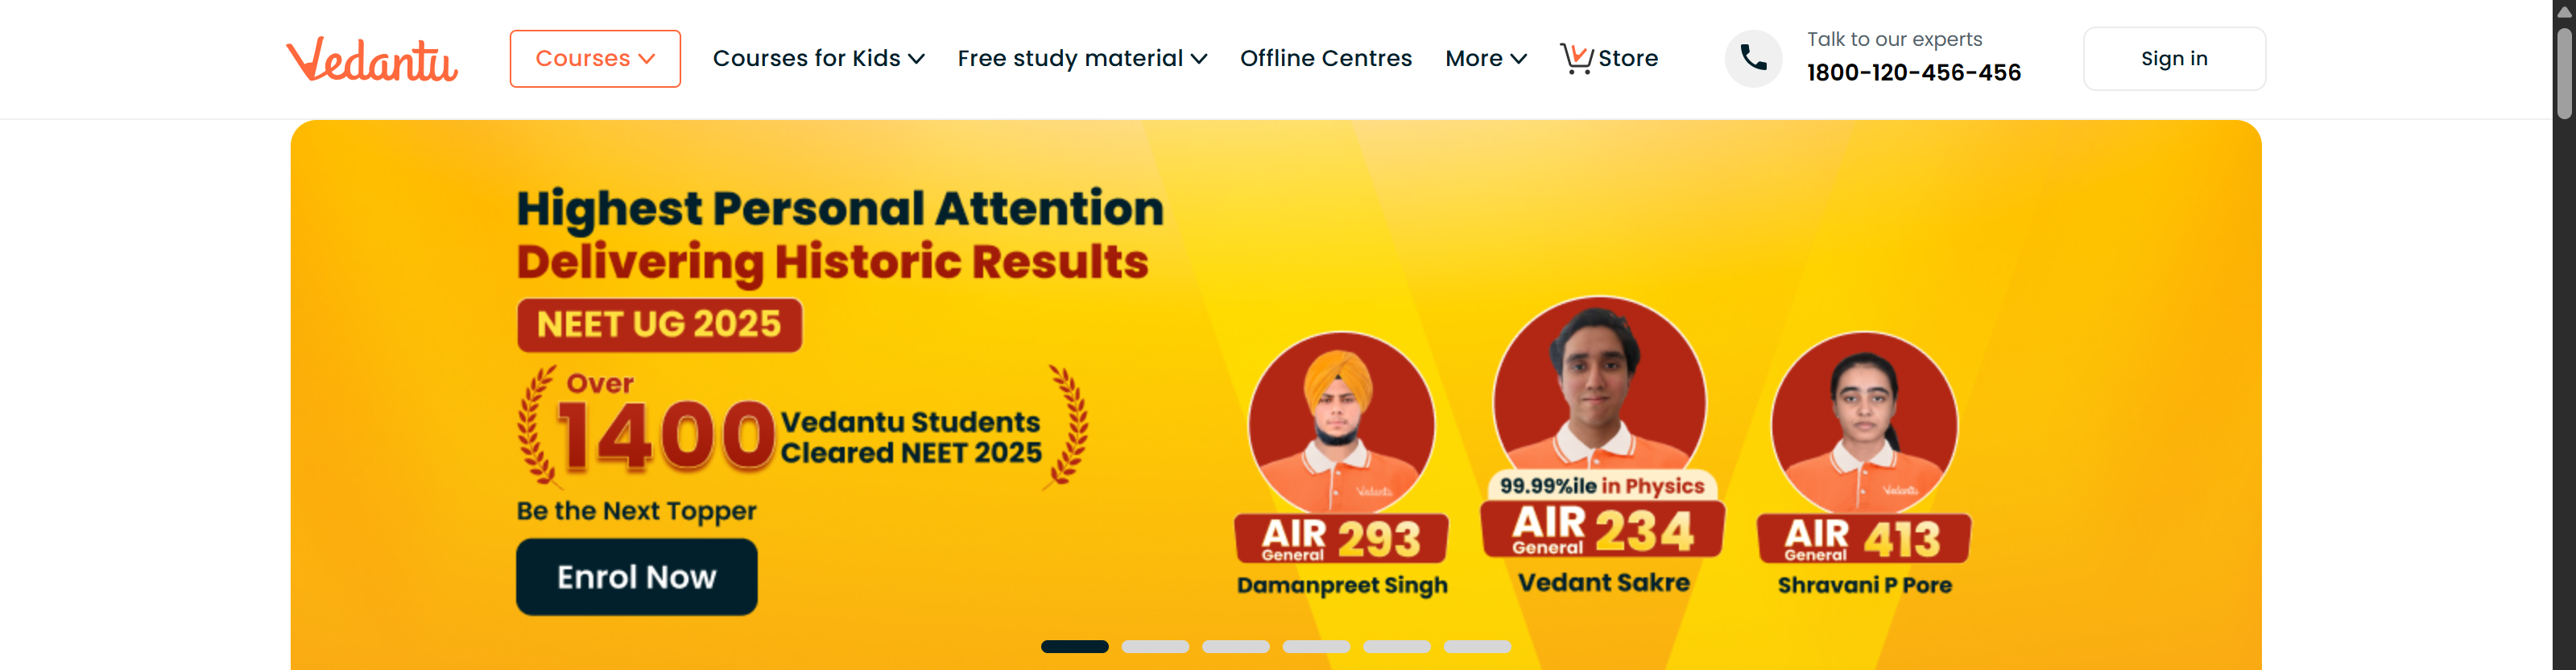 Vedantu
Courses
Courses for Kids
Free study material
Offline Centres
More
Store
Talk to our experts
1800-120-456-456
Sign in
Highest Personal Attention
Delivering Historic Results
NEET UG 2025
Over
1400
Vedantu Students
Cleared NEET 2025
Be the Next Topper
Enrol Now
Vedantu
AIR General 293
Damanpreet Singh
99.99%ile in Physics
AIR General 234
Vedant Sakre
Vedantu
AIR General 413
Shravani P Pore